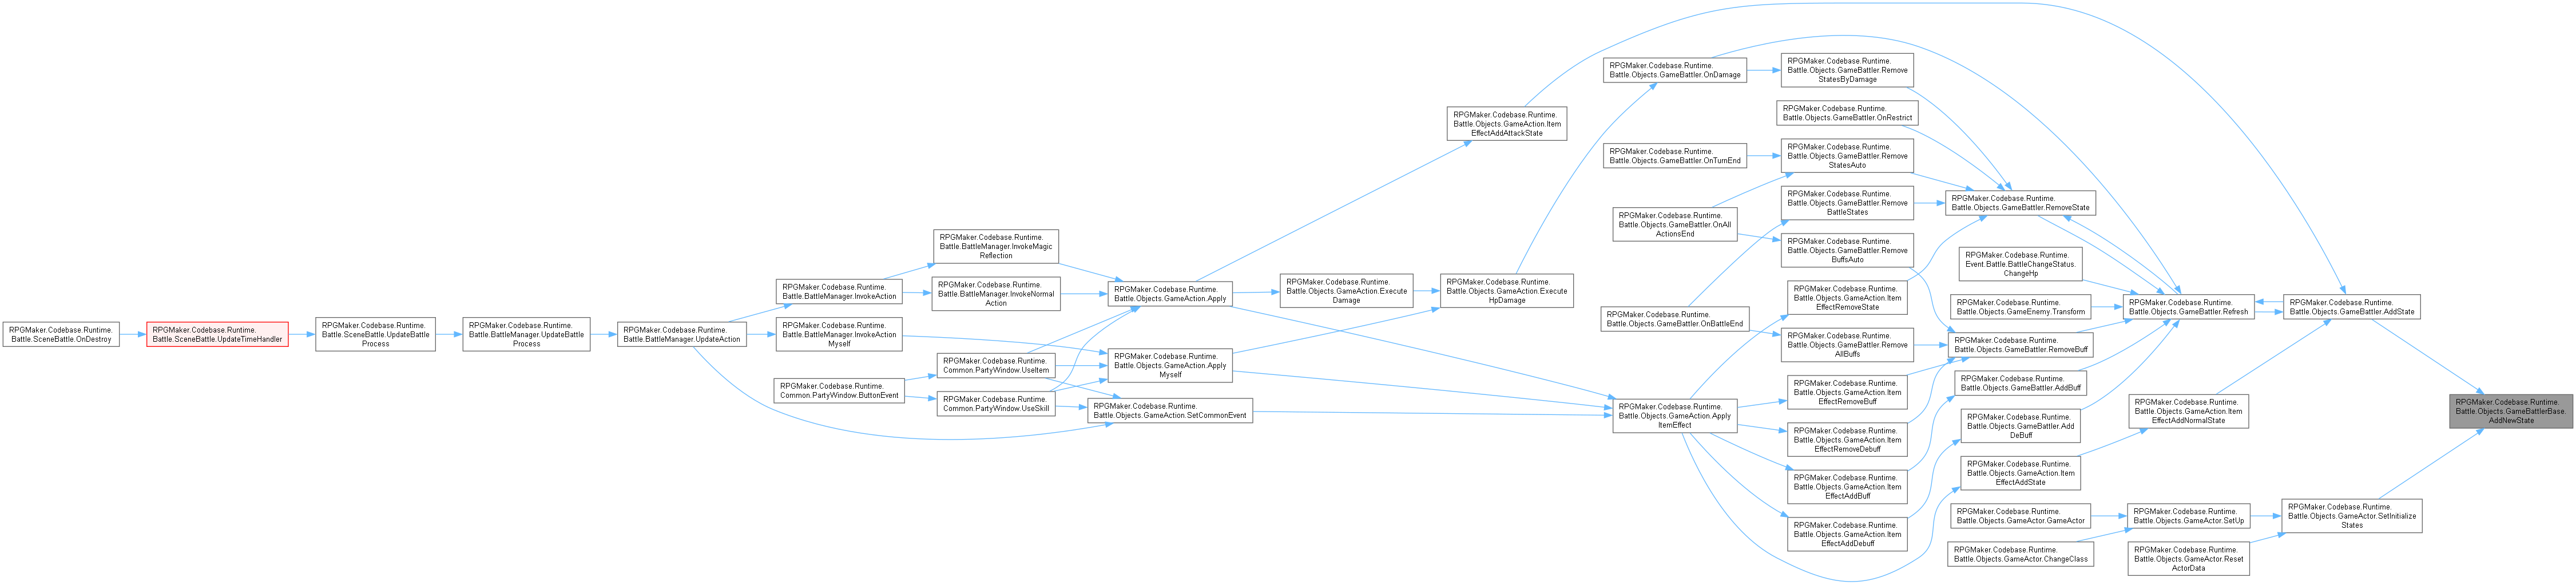 RPGMaker.Codebase.Runtime.
Battle.SceneBattle.OnDestroy
RPGMaker.Codebase.Runtime.
Battle.SceneBattle.UpdateTimeHandler
RPGMaker.Codebase.Runtime.
Battle.SceneBattle.UpdateBattle
Process
RPGMaker.Codebase.Runtime.
Battle.BattleManager.UpdateBattle
Process
RPGMaker.Codebase.Runtime.
Battle.BattleManager.UpdateAction
RPGMaker.Codebase.Runtime.
Battle.BattleManager.InvokeAction
RPGMaker.Codebase.Runtime.
Battle.BattleManager.InvokeAction
Myself
RPGMaker.Codebase.Runtime.
Common.PartyWindow.ButtonEvent
RPGMaker.Codebase.Runtime.
Battle.BattleManager.InvokeMagic
Reflection
RPGMaker.Codebase.Runtime.
Battle.BattleManager.InvokeNormal
Action
RPGMaker.Codebase.Runtime.
Common.PartyWindow.UseItem
RPGMaker.Codebase.Runtime.
Common.PartyWindow.UseSkill
RPGMaker.Codebase.Runtime.
Battle.Objects.GameAction.Apply
RPGMaker.Codebase.Runtime.
Battle.Objects.GameAction.Apply
Myself
RPGMaker.Codebase.Runtime.
Battle.Objects.GameAction.SetCommonEvent
RPGMaker.Codebase.Runtime.
Battle.Objects.GameAction.Execute
Damage
RPGMaker.Codebase.Runtime.
Battle.Objects.GameAction.Item
EffectAddAttackState
RPGMaker.Codebase.Runtime.
Battle.Objects.GameAction.Execute
HpDamage
RPGMaker.Codebase.Runtime.
Battle.Objects.GameBattler.OnDamage
RPGMaker.Codebase.Runtime.
Battle.Objects.GameBattler.OnTurnEnd
RPGMaker.Codebase.Runtime.
Battle.Objects.GameBattler.OnAll
ActionsEnd
RPGMaker.Codebase.Runtime.
Battle.Objects.GameBattler.OnBattleEnd
RPGMaker.Codebase.Runtime.
Battle.Objects.GameAction.Apply
ItemEffect
RPGMaker.Codebase.Runtime.
Battle.Objects.GameBattler.Remove
StatesByDamage
RPGMaker.Codebase.Runtime.
Battle.Objects.GameBattler.OnRestrict
RPGMaker.Codebase.Runtime.
Battle.Objects.GameBattler.Remove
StatesAuto
RPGMaker.Codebase.Runtime.
Battle.Objects.GameBattler.Remove
BattleStates
RPGMaker.Codebase.Runtime.
Battle.Objects.GameBattler.Remove
BuffsAuto
RPGMaker.Codebase.Runtime.
Battle.Objects.GameAction.Item
EffectRemoveState
RPGMaker.Codebase.Runtime.
Battle.Objects.GameBattler.Remove
AllBuffs
RPGMaker.Codebase.Runtime.
Battle.Objects.GameAction.Item
EffectRemoveBuff
RPGMaker.Codebase.Runtime.
Battle.Objects.GameAction.Item
EffectRemoveDebuff
RPGMaker.Codebase.Runtime.
Battle.Objects.GameAction.Item
EffectAddBuff
RPGMaker.Codebase.Runtime.
Battle.Objects.GameAction.Item
EffectAddDebuff
RPGMaker.Codebase.Runtime.
Battle.Objects.GameBattler.RemoveState
RPGMaker.Codebase.Runtime.
Event.Battle.BattleChangeStatus.
ChangeHp
RPGMaker.Codebase.Runtime.
Battle.Objects.GameEnemy.Transform
RPGMaker.Codebase.Runtime.
Battle.Objects.GameBattler.RemoveBuff
RPGMaker.Codebase.Runtime.
Battle.Objects.GameBattler.AddBuff
RPGMaker.Codebase.Runtime.
Battle.Objects.GameBattler.Add
DeBuff
RPGMaker.Codebase.Runtime.
Battle.Objects.GameAction.Item
EffectAddState
RPGMaker.Codebase.Runtime.
Battle.Objects.GameActor.GameActor
RPGMaker.Codebase.Runtime.
Battle.Objects.GameActor.ChangeClass
RPGMaker.Codebase.Runtime.
Battle.Objects.GameBattler.Refresh
RPGMaker.Codebase.Runtime.
Battle.Objects.GameAction.Item
EffectAddNormalState
RPGMaker.Codebase.Runtime.
Battle.Objects.GameActor.SetUp
RPGMaker.Codebase.Runtime.
Battle.Objects.GameActor.Reset
ActorData
RPGMaker.Codebase.Runtime.
Battle.Objects.GameBattler.AddState
RPGMaker.Codebase.Runtime.
Battle.Objects.GameActor.SetInitialize
States
RPGMaker.Codebase.Runtime.
Battle.Objects.GameBattlerBase.
AddNewState